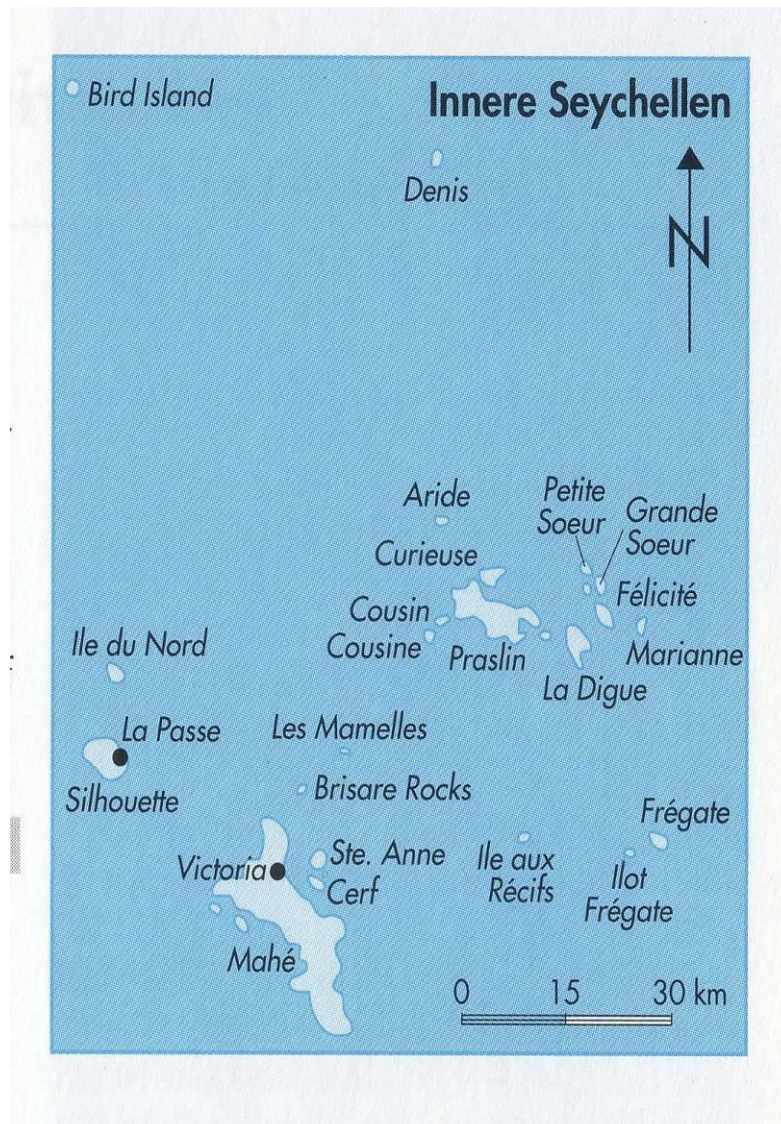 Bird Island
Innere Seychellen
Denis
N
Aride
Petite
Soeur
Grande
Soeur
Curieuse
Félicité
Cousin
Cousine
Praslin
Marianne
La Digue
Ile du Nord
La Passe
Les Mamelles
Silhouette
Brisare Rocks
Frégate
Victoria
Ste. Anne
Cerf
Ile aux
Récifs
Ilot
Frégate
Mahé
0 15 30 km